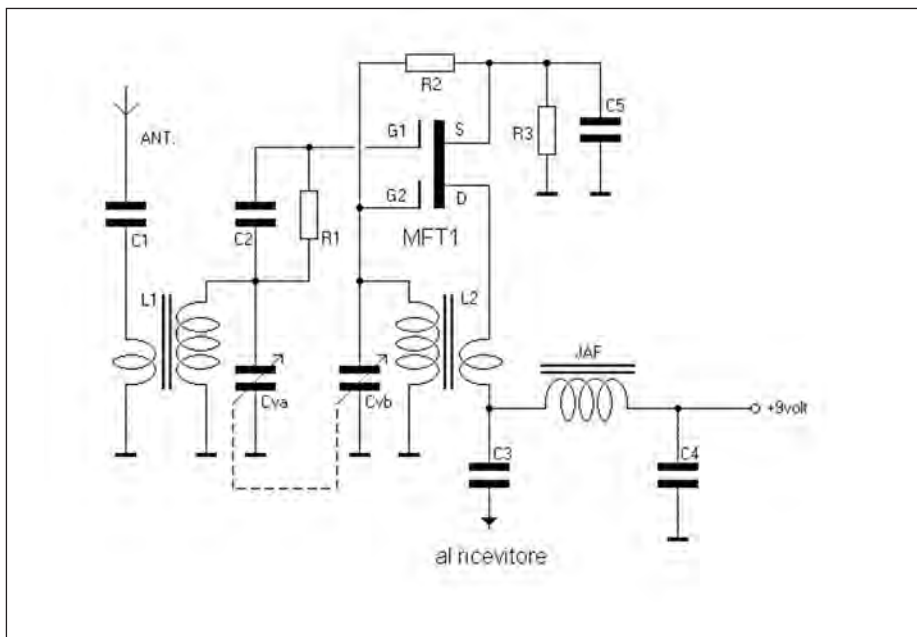 R2
ANT.
G1
S
R3
C5
G2
D
C1
C2
R1
MFT1
L1
L2
JAF
Cva
Cvb
+9volt
C3
C4
al ricevitore